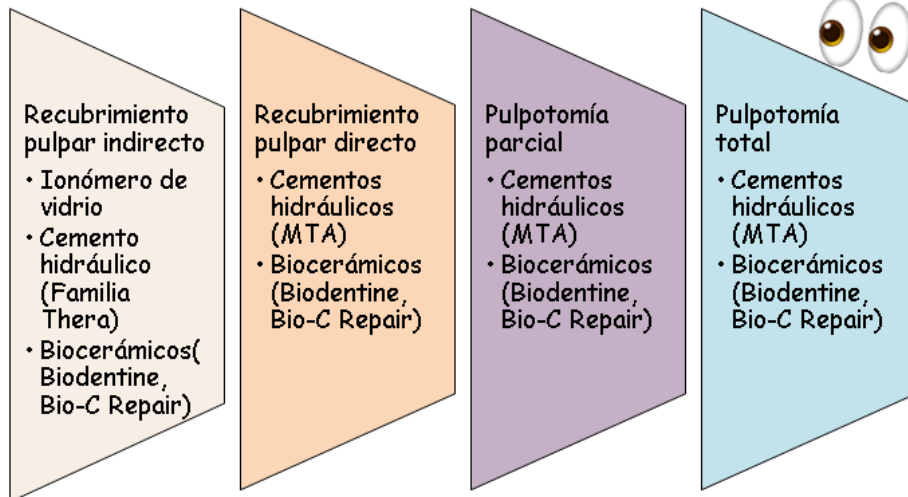 Recubrimiento
pulpar indirecto
• Ionómero de
vidrio
• Cemento
hidráulico
(Familia
Thera)
• Biocerámicos(
Biodentine,
Bio-C Repair)
Recubrimiento
pulpar directo
• Cementos
hidráulicos
(MTA)
• Biocerámicos
(Biodentine,
Bio-C Repair)
Pulpotomía
parcial
• Cementos
hidráulicos
(MTA)
• Biocerámicos
(Biodentine,
Bio-C Repair)
Pulpotomía
total
• Cementos
hidráulicos
(MTA)
• Biocerámicos
(Biodentine,
Bio-C Repair)